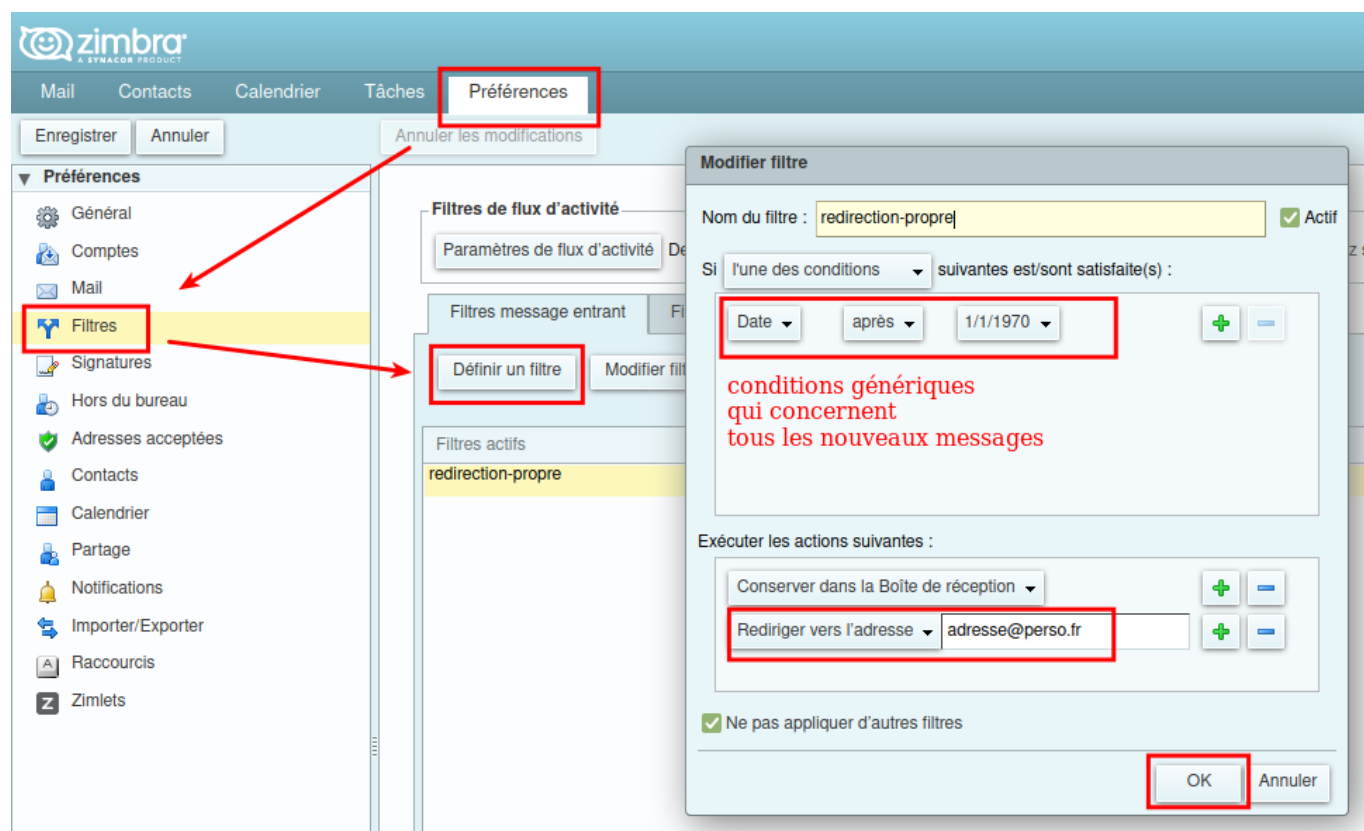 zimbra
A SYNACOR PRODUCT
Mail Contacts Calendrier Tâches Préférences
Enregistrer Annuler Annuler les modifications
Préférences
Général
Comptes
Mail
Filtres
Signatures
Hors du bureau
Adresses acceptées
Contacts
Calendrier
Partage
Notifications
Importer/Exporter
Raccourcis
Zimlets
Filtres de flux d'activité
Paramètres de flux d'activité De
Filtres message entrant Fi
Définir un filtre Modifier filt
Filtres actifs
redirection-propre
Modifier filtre
Nom du filtre : redirection-propre Actif
Si l'une des conditions suivantes est/sont satisfaite(s) :
Date après 1/1/1970
conditions génériques
qui concernent
tous les nouveaux messages
Exécuter les actions suivantes :
Conserver dans la Boîte de réception
Rediriger vers l'adresse adresse@perso.fr
Ne pas appliquer d'autres filtres
OK Annuler